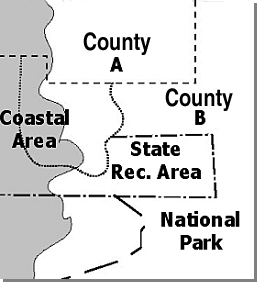 County
A
County
B
Coastal
Area
State
Rec. Area
National
Park